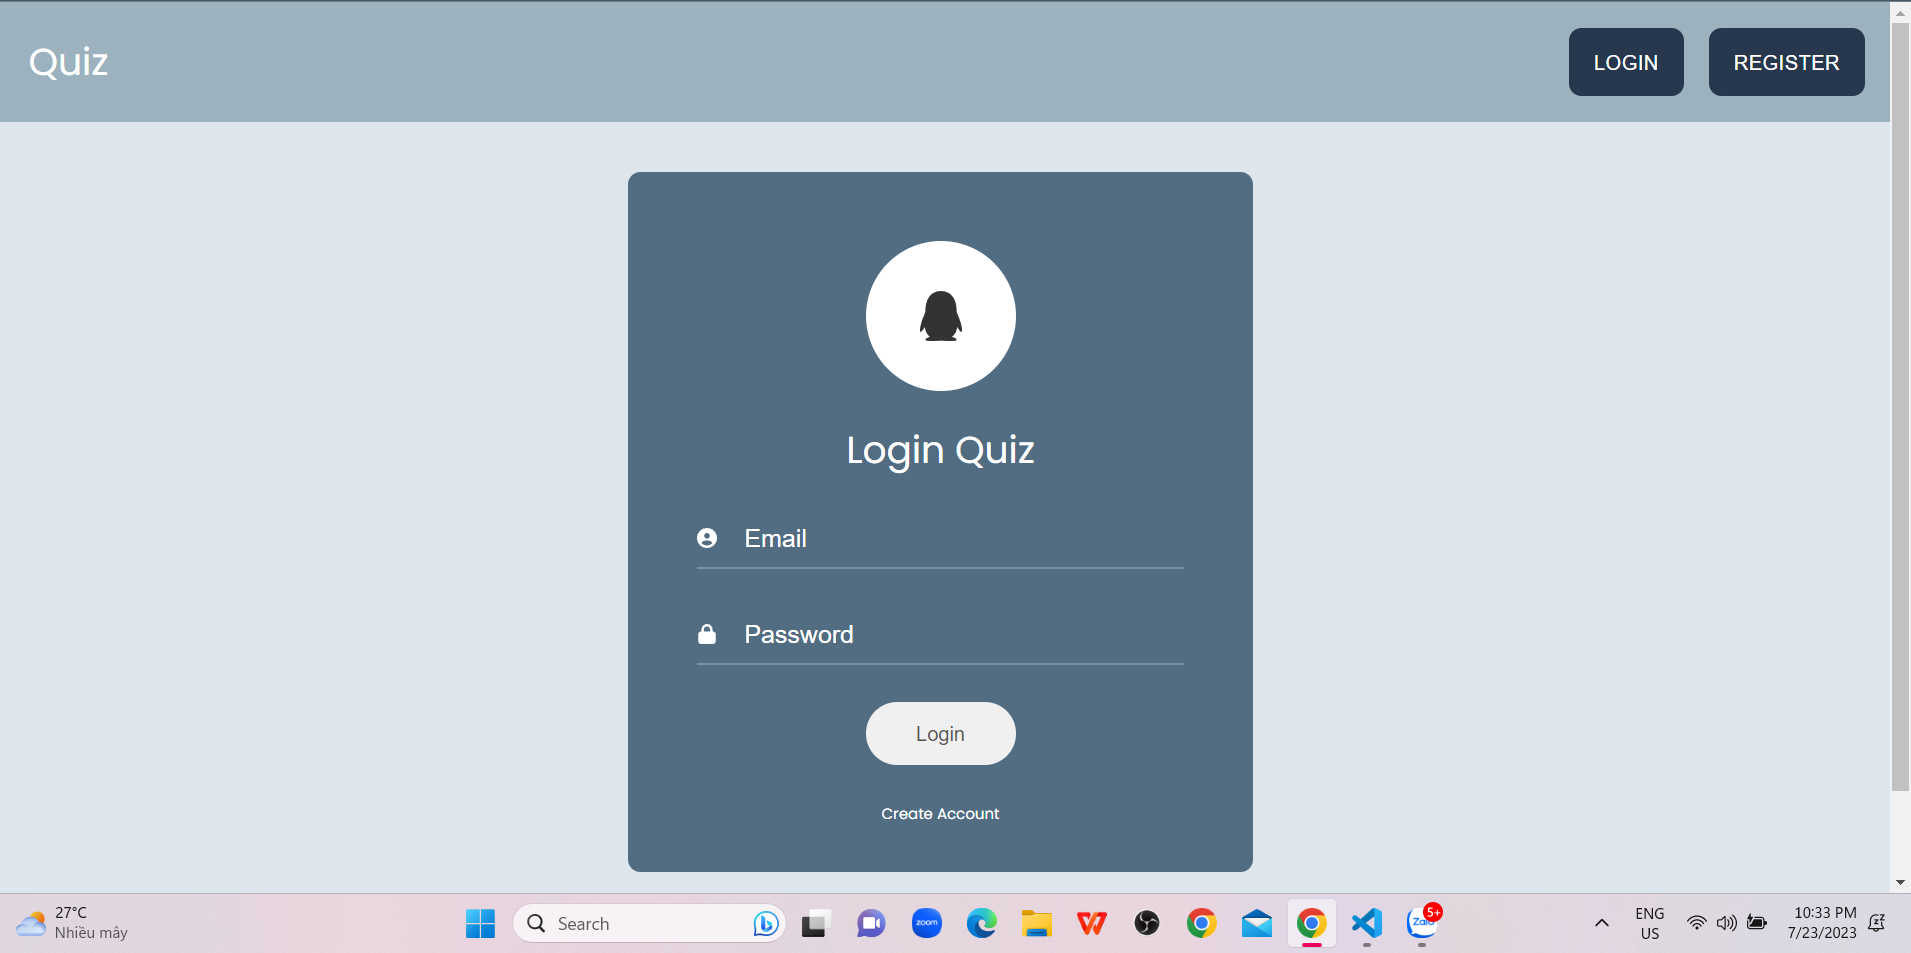 Quiz
LOGIN
REGISTER
Login Quiz
Email
Password
Login
Create Account
27°C
Nhiều mây
Search
zoom
Zalo
5+
ENG
US
10:33 PM
7/23/2023